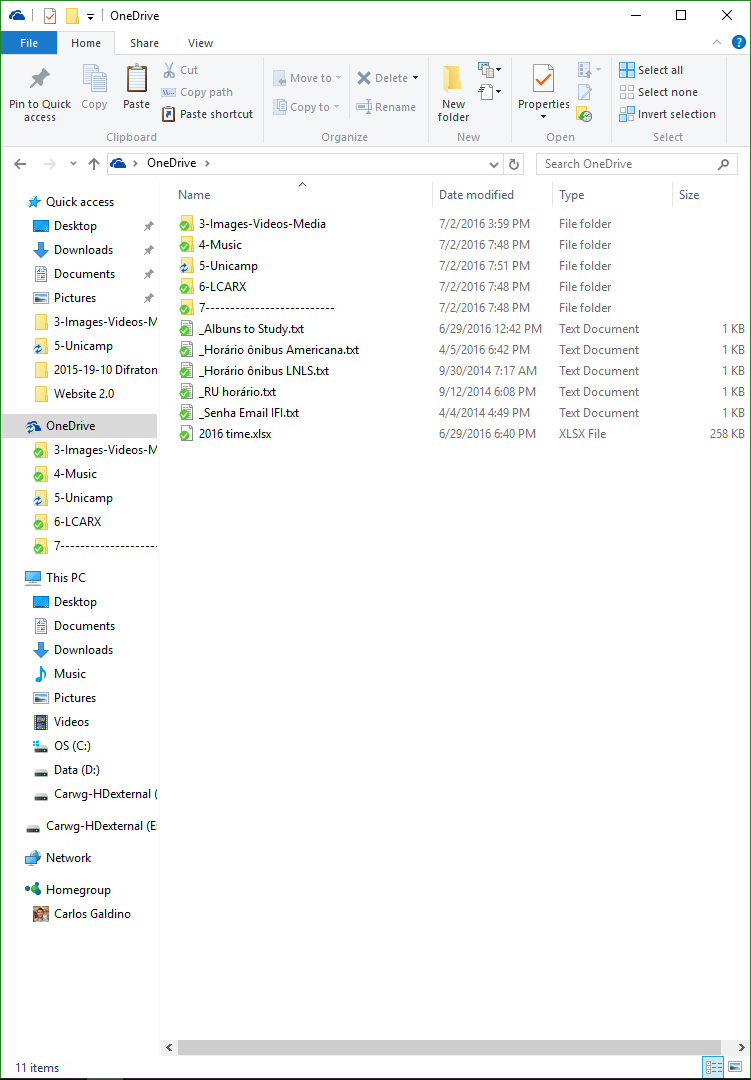 OneDrive
File Home Share View
Pin to Quick access
Copy
Paste
Cut
Copy path
Paste shortcut
Clipboard
Move to
Copy to
Delete
Rename
Organize
New folder
New
Properties
Open
Select all
Select none
Invert selection
Select
OneDrive
Search OneDrive
Quick access
Desktop
Downloads
Documents
Pictures
3-Images-Videos-M
5-Unicamp
2015-19-10 Difraton
Website 2.0
OneDrive
3-Images-Videos-M
4-Music
5-Unicamp
6-LCARX
7--------------------
This PC
Desktop
Documents
Downloads
Music
Pictures
Videos
OS (C:)
Data (D:)
Carwg-HDexternal (
Carwg-HDexternal (E
Network
Homegroup
Carlos Galdino
Name Date modified Type Size
3-Images-Videos-Media 7/2/2016 3:59 PM File folder
4-Music 7/2/2016 7:48 PM File folder
5-Unicamp 7/2/2016 7:51 PM File folder
6-LCARX 7/2/2016 7:48 PM File folder
7-------------------------- 7/2/2016 7:48 PM File folder
_Albuns to Study.txt 6/29/2016 12:42 PM Text Document 1 KB
_Horário ônibus Americana.txt 4/5/2016 6:42 PM Text Document 1 KB
_Horário ônibus LNLS.txt 9/30/2014 7:17 AM Text Document 1 KB
_RU horário.txt 9/12/2014 6:08 PM Text Document 1 KB
_Senha Email IFI.txt 4/4/2014 4:49 PM Text Document 1 KB
2016 time.xlsx 6/29/2016 6:40 PM XLSX File 258 KB
11 items